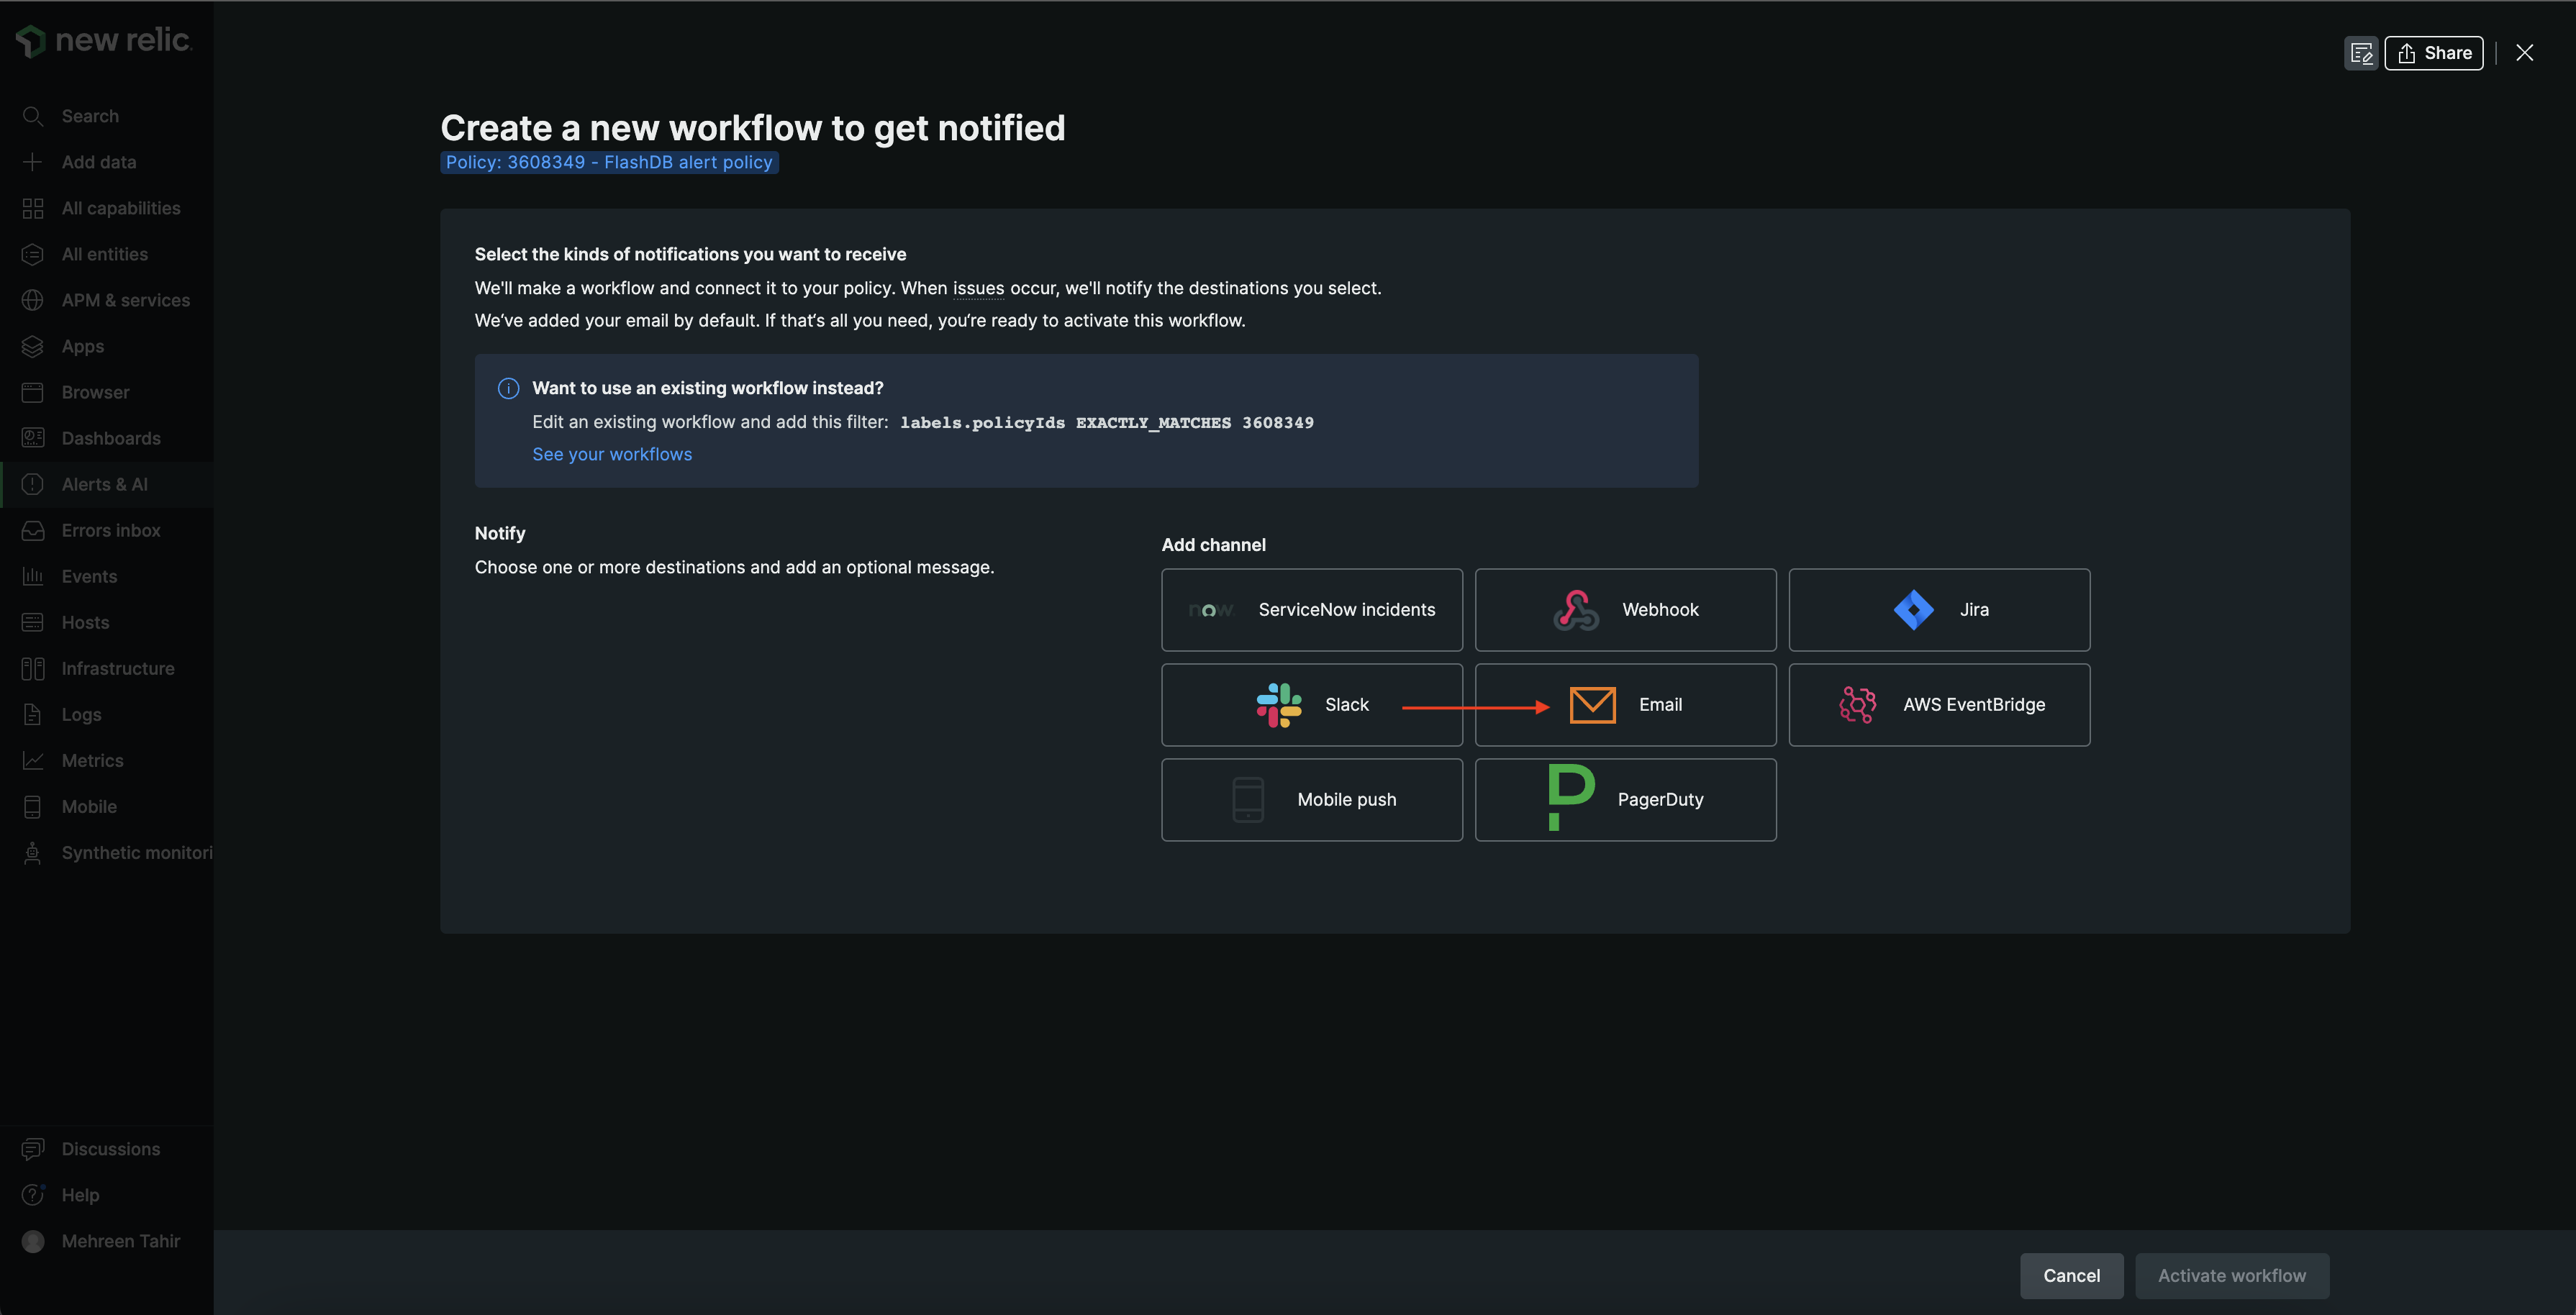 new relic.
Search
Add data
All capabilities
All entities
APM & services
Apps
Browser
Dashboards
Alerts & AI
Errors inbox
Events
Hosts
Infrastructure
Logs
Metrics
Mobile
Synthetic monitori
Discussions
Help
Mehreen Tahir
Share
Create a new workflow to get notified
Policy: 3608349 - FlashDB alert policy
Select the kinds of notifications you want to receive
We'll make a workflow and connect it to your policy. When issues occur, we'll notify the destinations you select.
We've added your email by default. If that's all you need, you're ready to activate this workflow.
Want to use an existing workflow instead?
Edit an existing workflow and add this filter: labels.policyIds EXACTLY_MATCHES 3608349
See your workflows
Notify
Choose one or more destinations and add an optional message.
Add channel
now. ServiceNow incidents
Webhook
Jira
Slack
Email
AWS EventBridge
Mobile push
PagerDuty
Cancel
Activate workflow